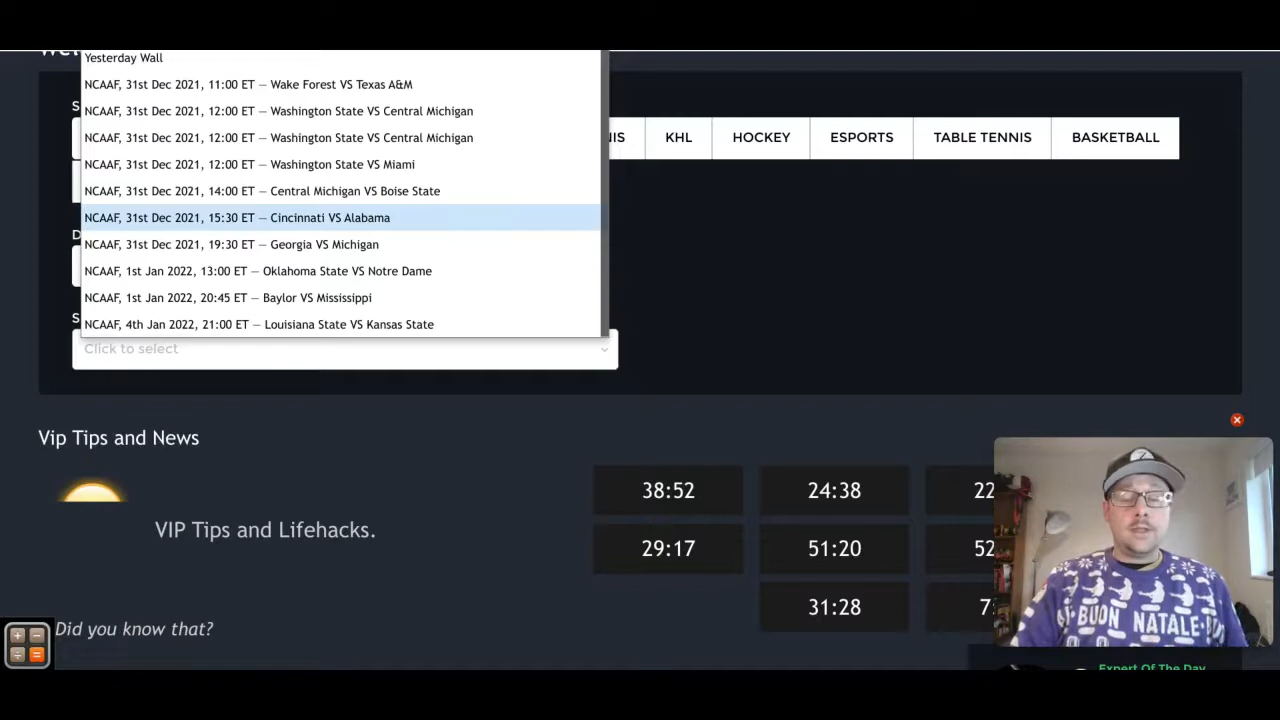 Yesterday Wall
NCAAF, 31st Dec 2021, 11:00 ET — Wake Forest VS Texas A&M
NCAAF, 31st Dec 2021, 12:00 ET — Washington State VS Central Michigan
NCAAF, 31st Dec 2021, 12:00 ET — Washington State VS Central Michigan
NCAAF, 31st Dec 2021, 12:00 ET — Washington State VS Miami
NCAAF, 31st Dec 2021, 14:00 ET — Central Michigan VS Boise State
NCAAF, 31st Dec 2021, 15:30 ET — Cincinnati VS Alabama
NCAAF, 31st Dec 2021, 19:30 ET — Georgia VS Michigan
NCAAF, 1st Jan 2022, 13:00 ET — Oklahoma State VS Notre Dame
NCAAF, 1st Jan 2022, 20:45 ET — Baylor VS Mississippi
NCAAF, 4th Jan 2022, 21:00 ET — Louisiana State VS Kansas State
KHL HOCKEY ESPORTS TABLE TENNIS BASKETBALL
Click to select
Vip Tips and News
38:52 24:38 22
VIP Tips and Lifehacks.
29:17 51:20 52
31:28 7:
Did you know that?
BUON NATALE
Expert Of The Day